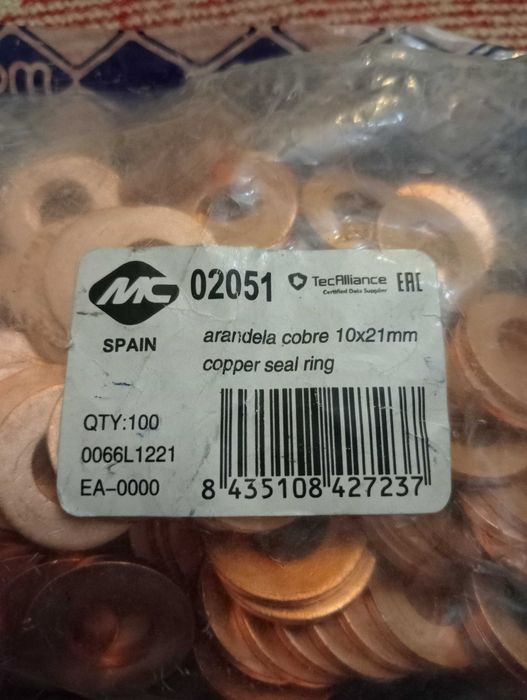 om
MC 02051 TecAlliance EAC
Certified Data Supplier
SPAIN
arandela cobre 10x21mm
copper seal ring
QTY:100
0066L1221
EA-0000
8 435108 427237